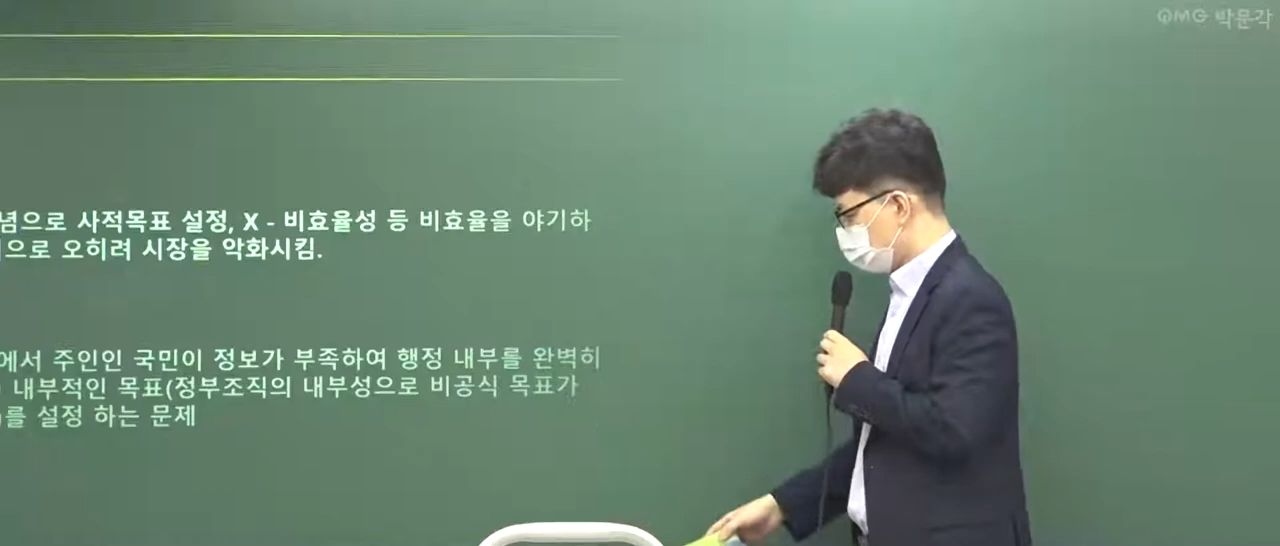 QMG 박문각
념으로 사적목표 설정, X - 비효율성 등 비효율을 야기하
으로 오히려 시장을 악화시킴.
에서 주인인 국민이 정보가 부족하여 행정 내부를 완벽히
내부적인 목표(정부조직의 내부성으로 비공식 목표가
를 설정 하는 문제